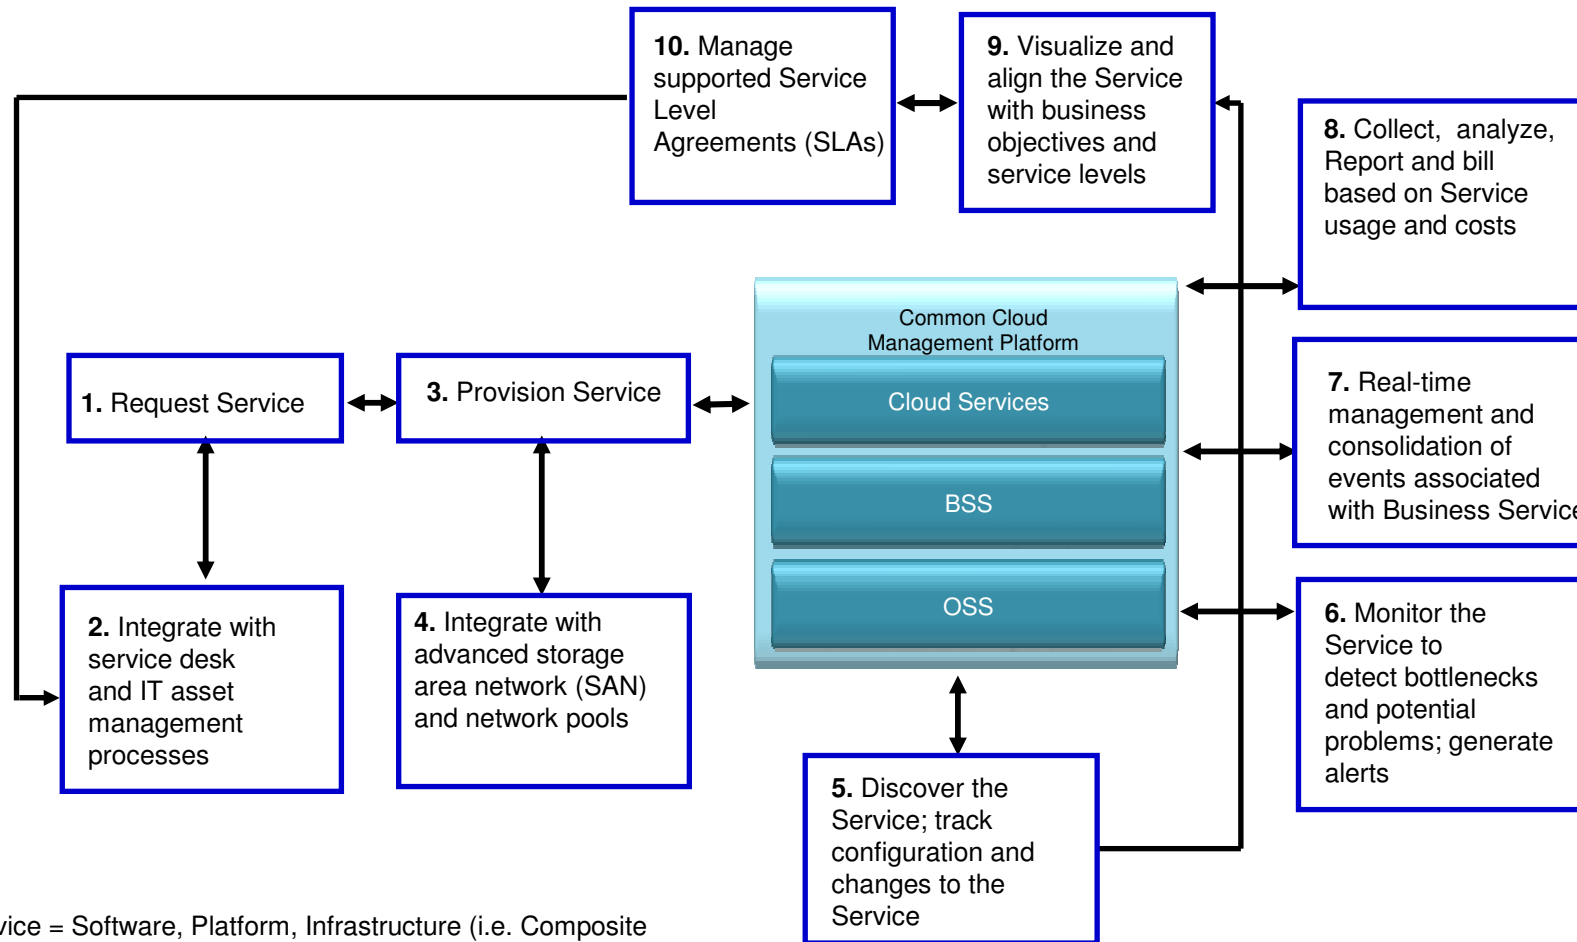 10. Manage
supported Service
Level
Agreements (SLAs)
9. Visualize and
align the Service
with business
objectives and
service levels
8. Collect, analyze,
Report and bill
based on Service
usage and costs
Common Cloud
Management Platform
Cloud Services
BSS
OSS
1. Request Service
3. Provision Service
7. Real-time
management and
consolidation of
events associated
with Business Service
2. Integrate with
service desk
and IT asset
management
processes
4. Integrate with
advanced storage
area network (SAN)
and network pools
6. Monitor the
Service to
detect bottlenecks
and potential
problems; generate
alerts
5. Discover the
Service; track
configuration and
changes to the
Service
vice = Software, Platform, Infrastructure (i.e. Composite